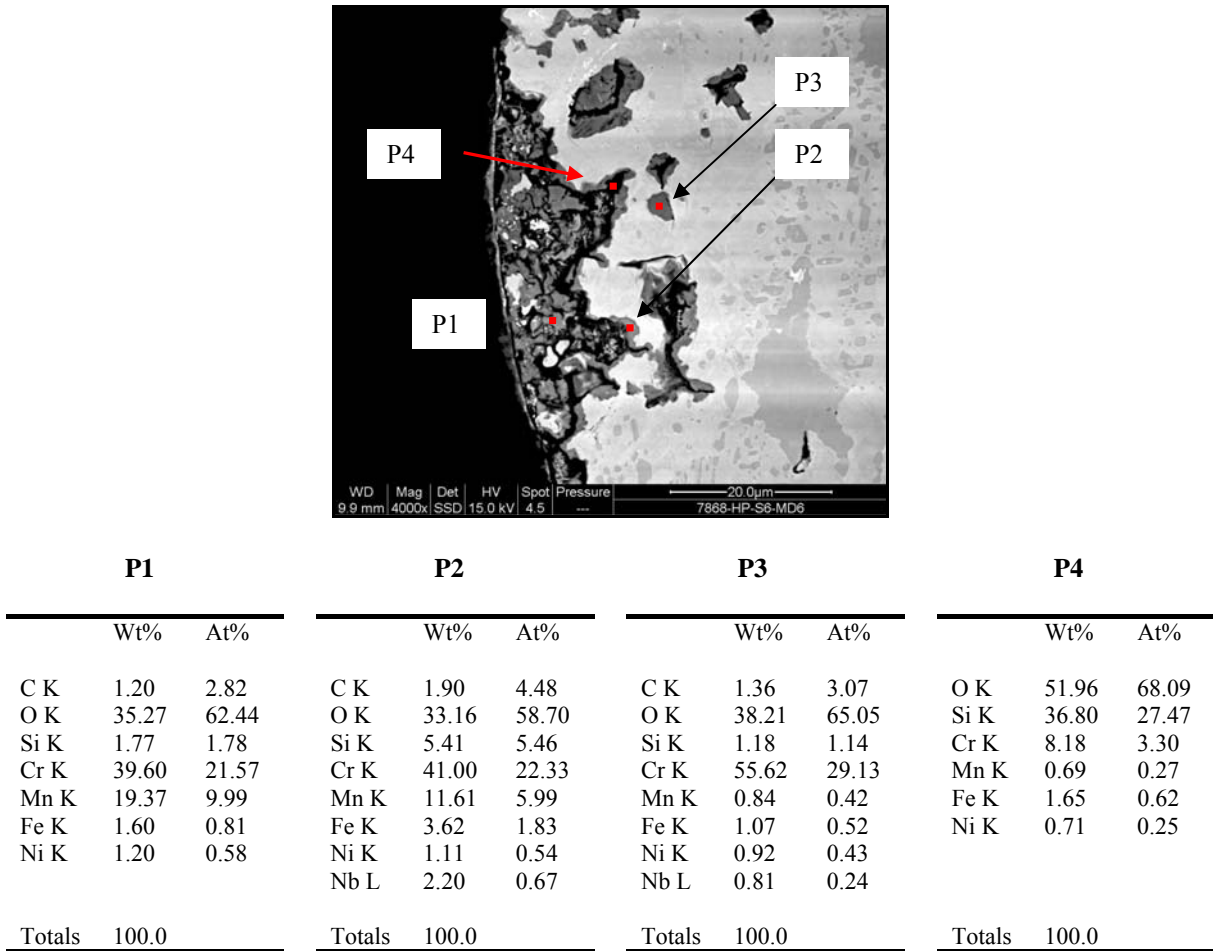 P3
P4
P2
P1
WD Mag Det HV Spot Pressure 20.0µm
9.9 mm 4000x SSD 15.0 kV 4.5 --- 7868-HP-S6-MD6
P1 P2 P3 P4
Wt% At% Wt% At% Wt% At% Wt% At%
C K 1.20 2.82 C K 1.90 4.48 C K 1.36 3.07 O K 51.96 68.09
O K 35.27 62.44 O K 33.16 58.70 O K 38.21 65.05 Si K 36.80 27.47
Si K 1.77 1.78 Si K 5.41 5.46 Si K 1.18 1.14 Cr K 8.18 3.30
Cr K 39.60 21.57 Cr K 41.00 22.33 Cr K 55.62 29.13 Mn K 0.69 0.27
Mn K 19.37 9.99 Mn K 11.61 5.99 Mn K 0.84 0.42 Fe K 1.65 0.62
Fe K 1.60 0.81 Fe K 3.62 1.83 Fe K 1.07 0.52 Ni K 0.71 0.25
Ni K 1.20 0.58 Ni K 1.11 0.54 Ni K 0.92 0.43
Nb L 2.20 0.67 Nb L 0.81 0.24
Totals 100.0 Totals 100.0 Totals 100.0 Totals 100.0